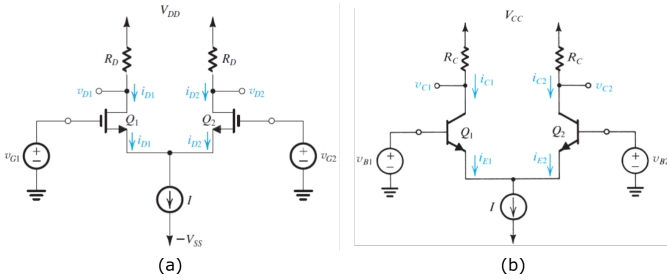 V_DD
R_D R_D
v_D1 i_D1 i_D2 v_D2
Q_1 Q_2
v_G1 + − i_D1 i_D2 + − v_G2
I
−V_SS
(a)
V_CC
R_C R_C
v_C1 i_C1 i_C2 v_C2
Q_1 Q_2
v_B1 + − i_E1 i_E2 + − v_B2
I
(b)